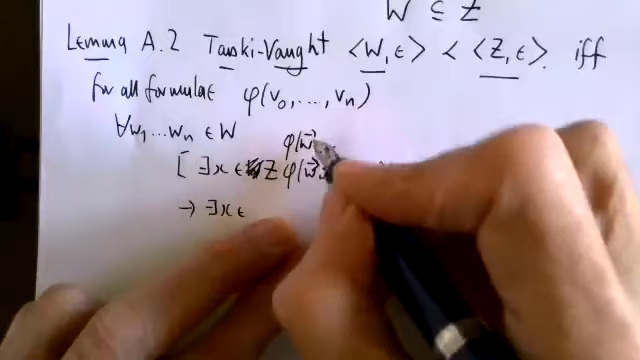 W ⊆ Z
Lemma A.2 Tarski-Vaught <W,∈> < <Z,∈> iff
for all formulae φ(v₀,...,vₙ)
∀w₁...wₙ ∈ W
φ(w⃗
[ ∃x ∈ Z φ(w⃗
→ ∃x ∈